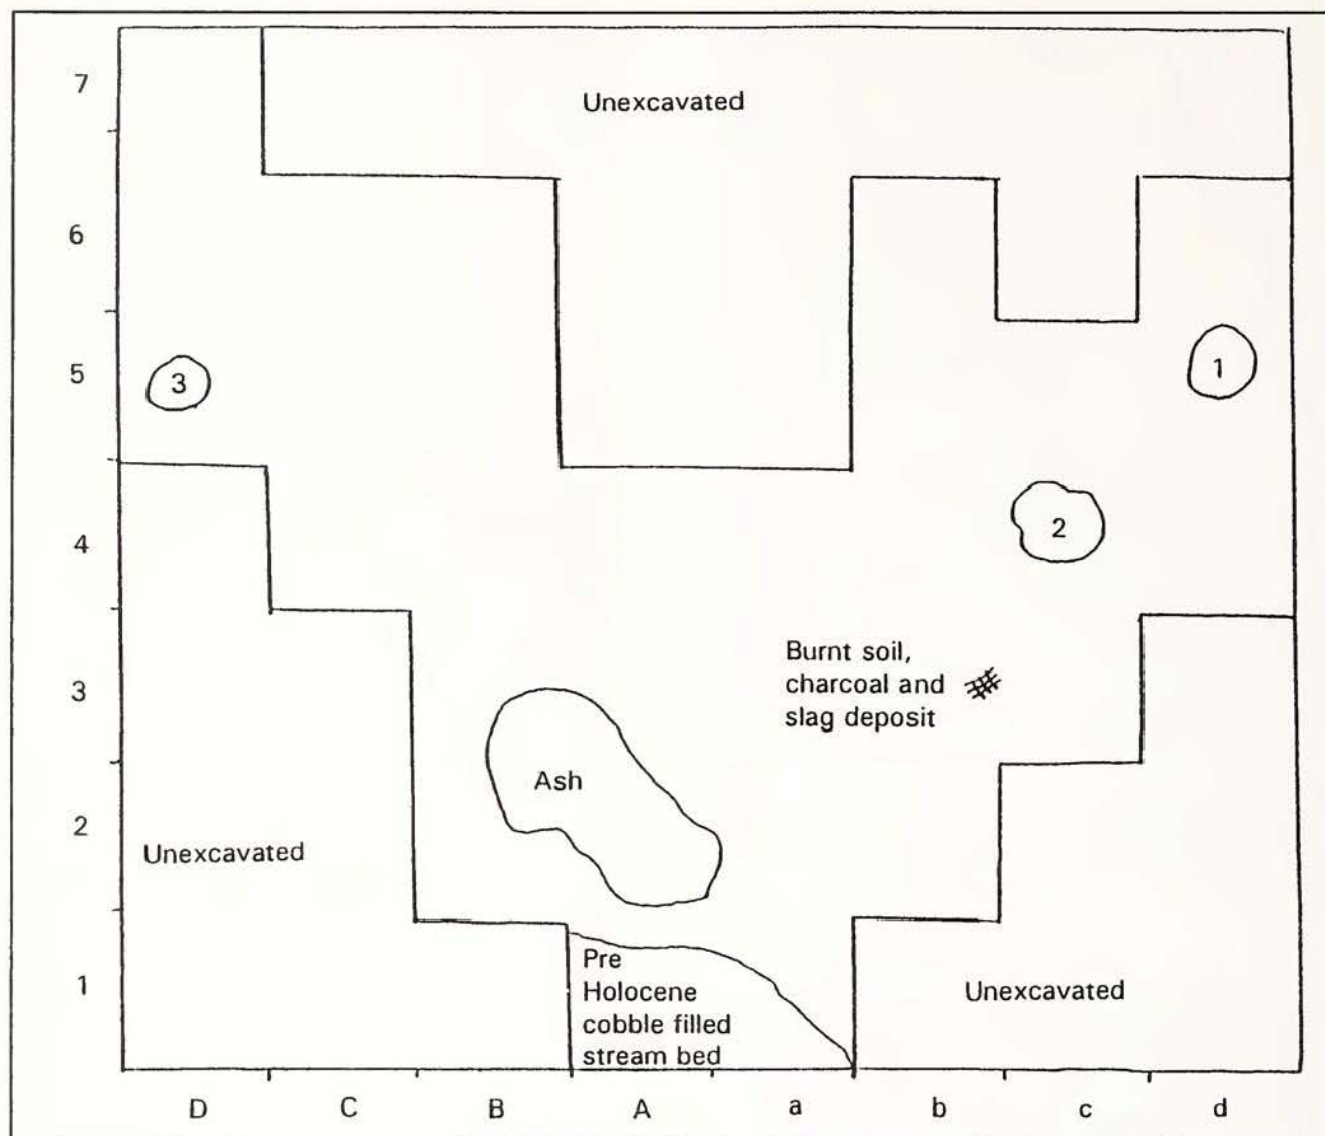 7
Unexcavated
6
5
3
1
4
2
Burnt soil,
charcoal and
slag deposit
3
Ash
2
Unexcavated
Pre
Holocene
cobble filled
stream bed
1
Unexcavated
D C B A a b c d